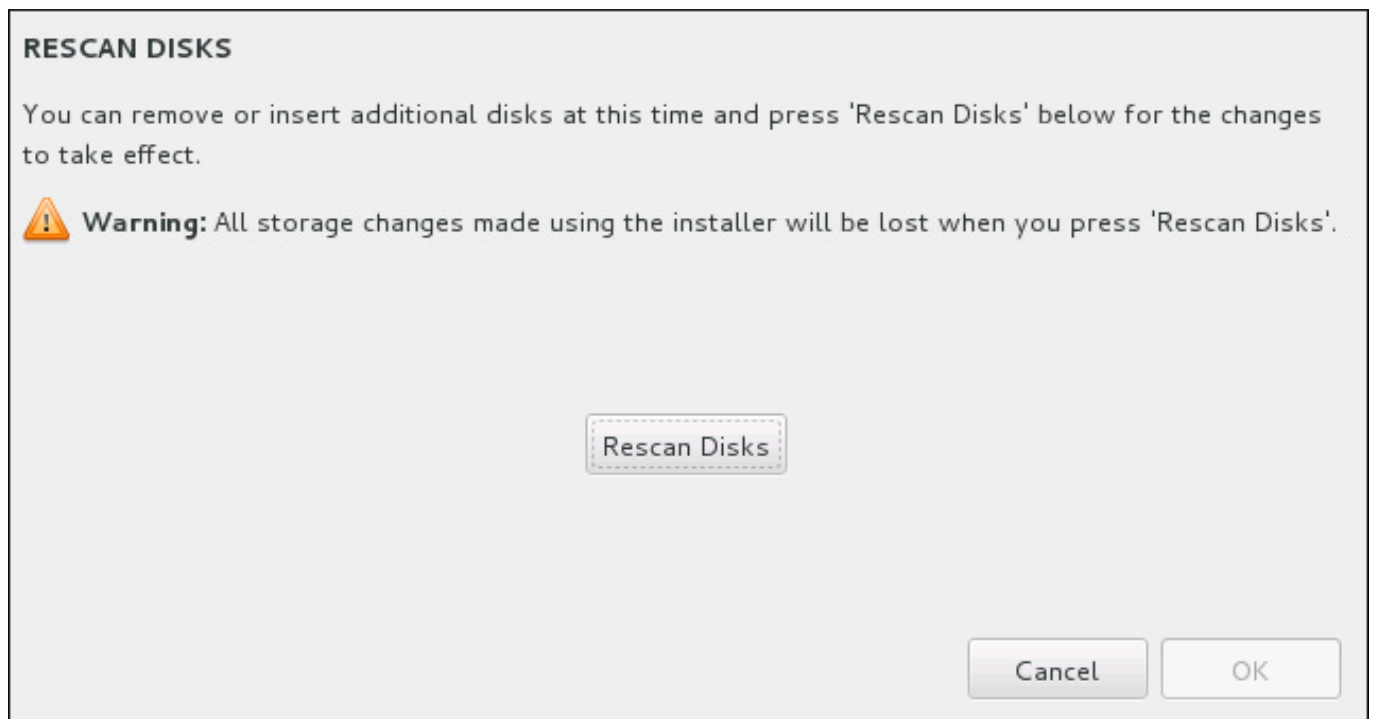 RESCAN DISKS
You can remove or insert additional disks at this time and press 'Rescan Disks' below for the changes
to take effect.
Warning: All storage changes made using the installer will be lost when you press 'Rescan Disks'.
Rescan Disks
Cancel
OK